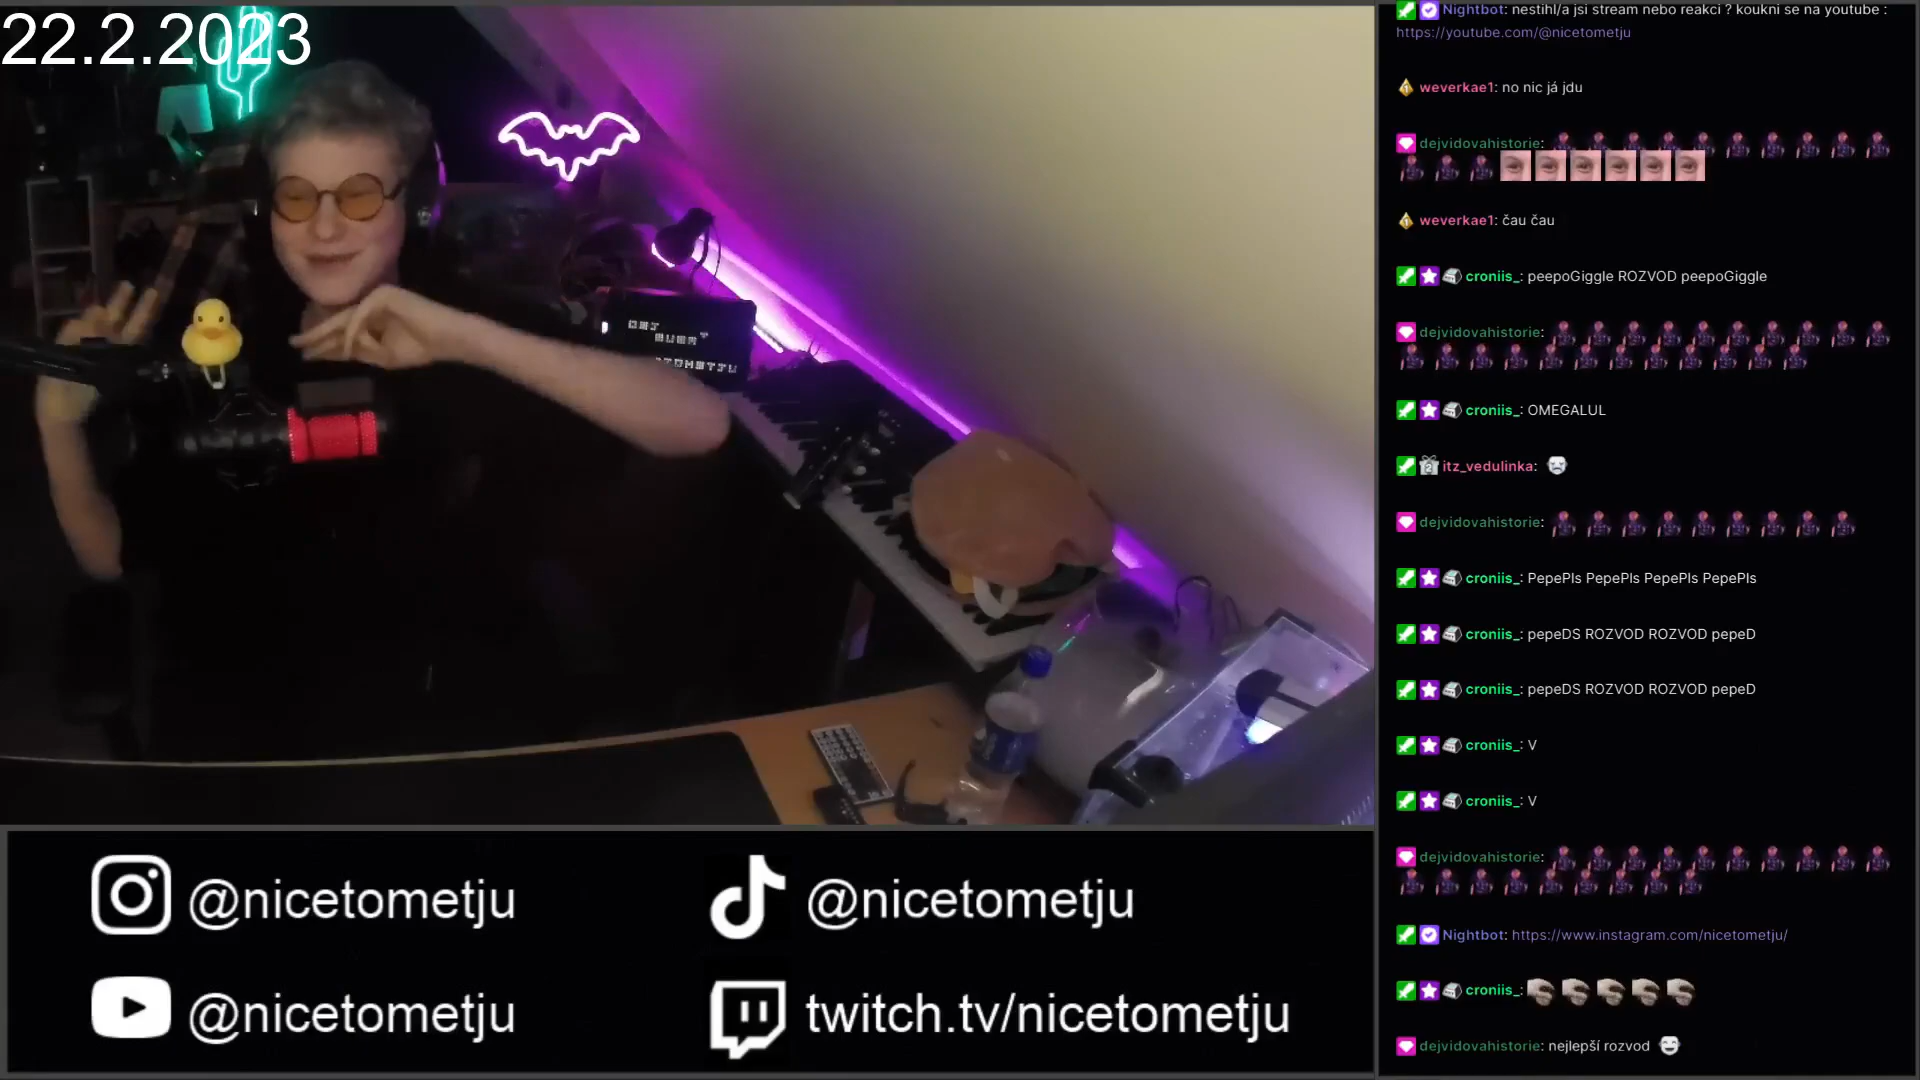 22.2.2023
@nicetometju
@nicetometju
@nicetometju
twitch.tv/nicetometju
Nightbot: nestihl/a jsi stream nebo reakci ? koukni se na youtube :
https://youtube.com/@nicetometju
weverkae1: no nic já jdu
dejvidovahistorie:
weverkae1: čau čau
croniis_: peepoGiggle ROZVOD peepoGiggle
dejvidovahistorie:
croniis_: OMEGALUL
itz_vedulinka:
dejvidovahistorie:
croniis_: PepePls PepePls PepePls PepePls
croniis_: pepeDS ROZVOD ROZVOD pepeD
croniis_: pepeDS ROZVOD ROZVOD pepeD
croniis_: V
croniis_: V
dejvidovahistorie:
Nightbot: https://www.instagram.com/nicetometju/
croniis_:
dejvidovahistorie: nejlepší rozvod